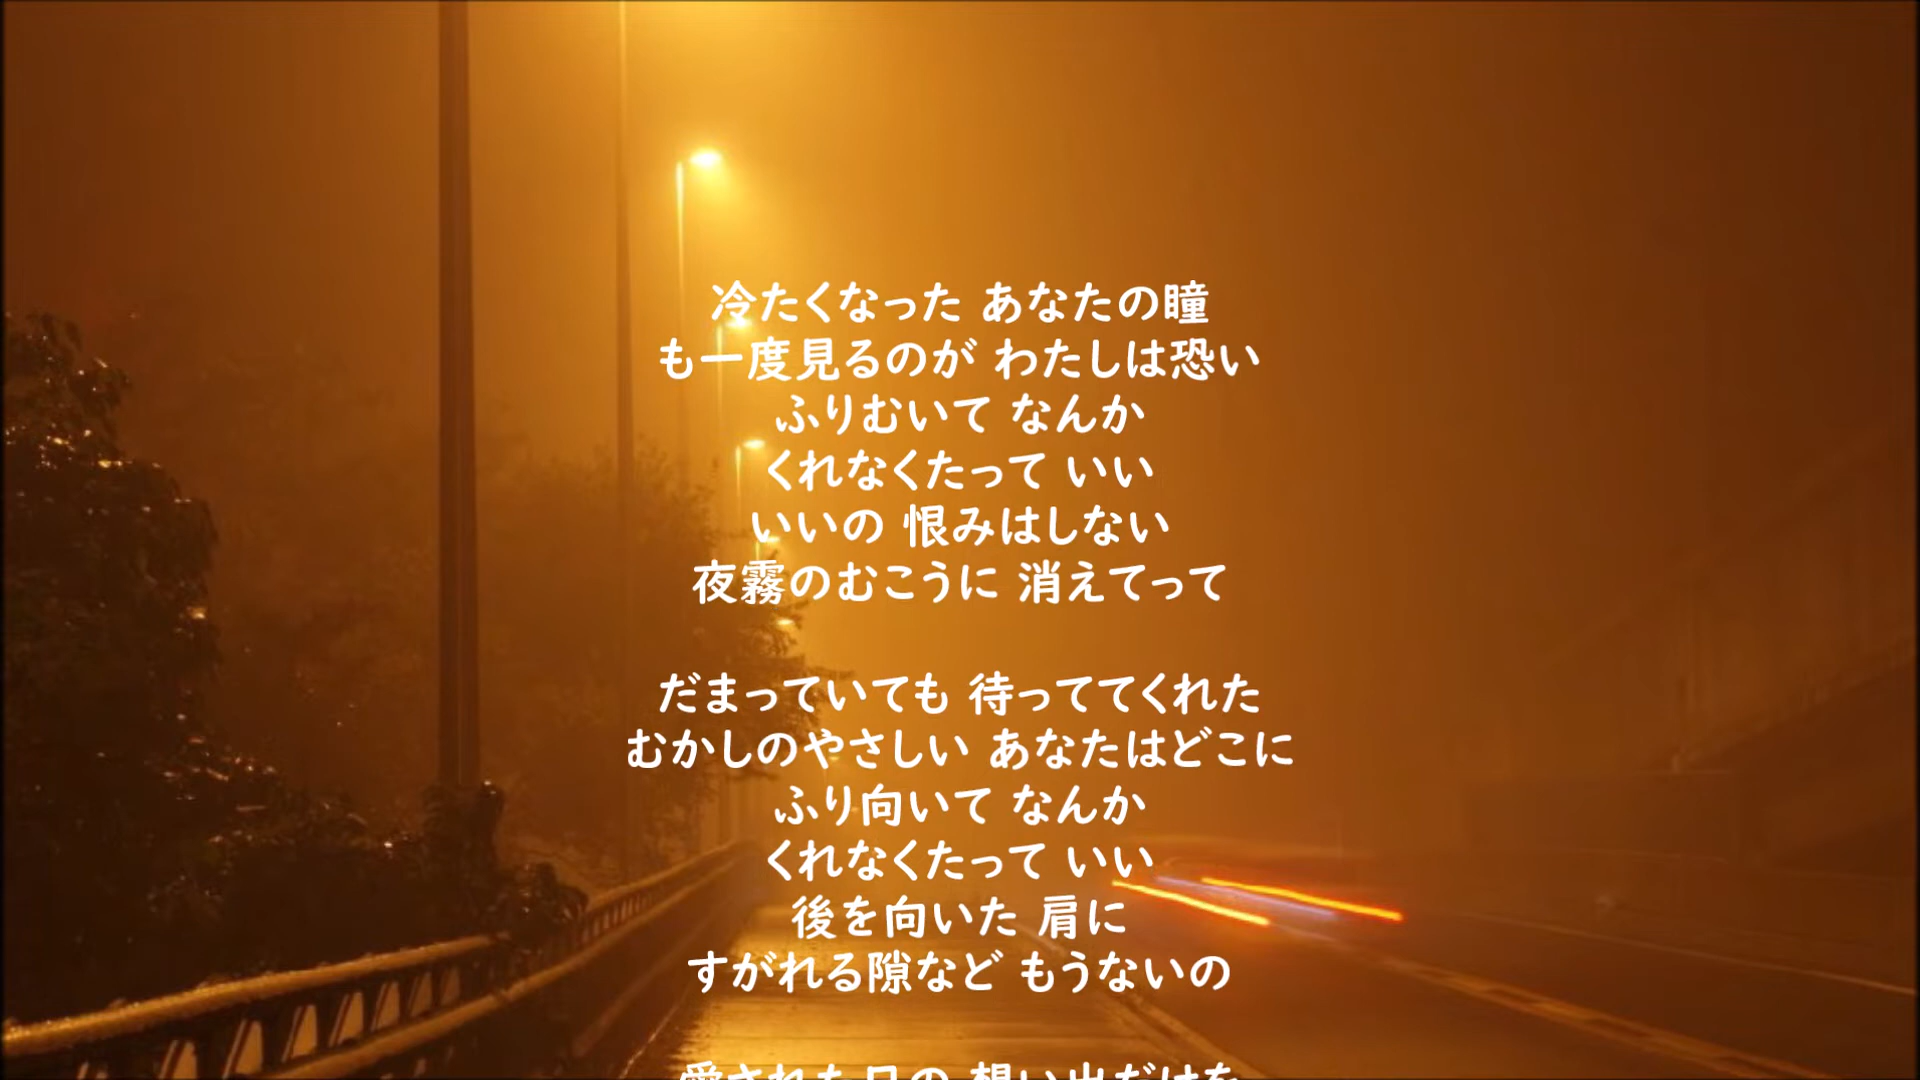 冷たくなった あなたの瞳
も一度見るのが わたしは恐い
ふりむいて なんか
くれなくたって いい
いいの 恨みはしない
夜霧のむこうに 消えてって
だまっていても 待っててくれた
むかしのやさしい あなたはどこに
ふり向いて なんか
くれなくたって いい
後を向いた 肩に
すがれる隙など もうないの
愛された日の 想い出だけを